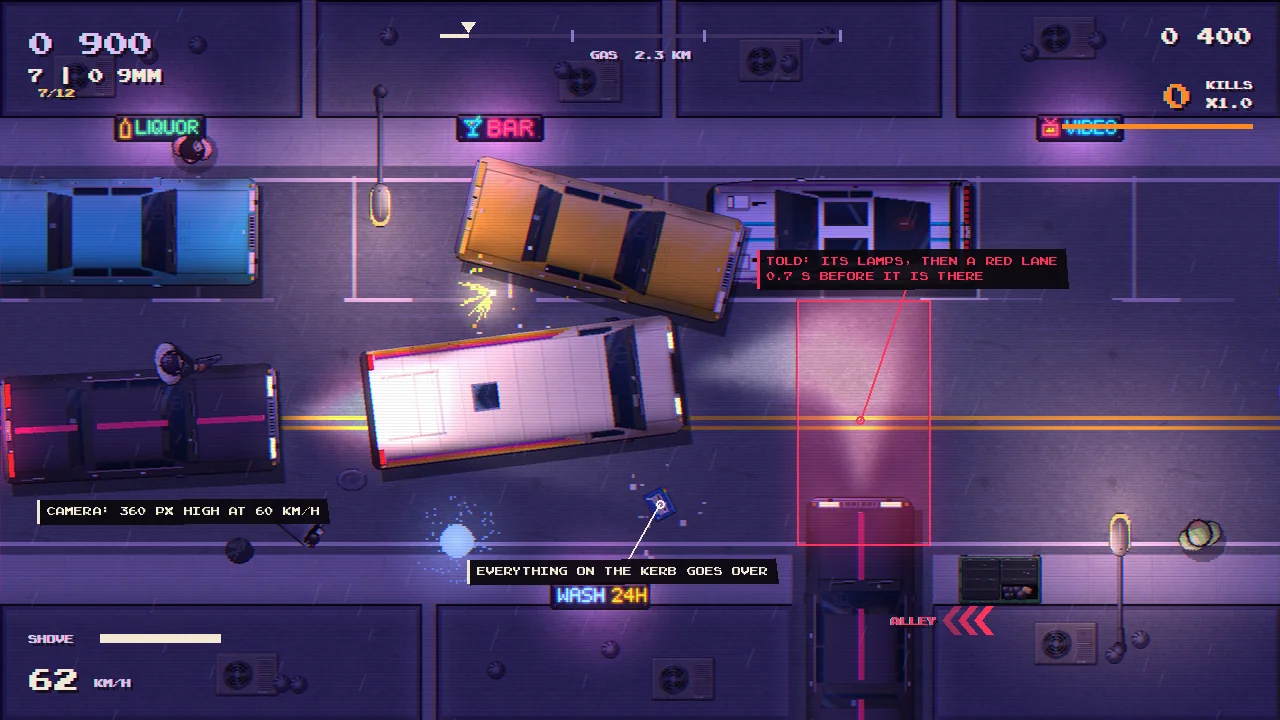 0 900
7 | 0 9MM
7/12
GAS 2.3 KM
0 400
0 KILLS
X1.0
LIQUOR
BAR
VIDEO
TOLD: ITS LAMPS, THEN A RED LANE
0.7 S BEFORE IT IS THERE
CAMERA: 360 PX HIGH AT 60 KM/H
EVERYTHING ON THE KERB GOES OVER
WASH 24H
ALLEY
SHOVE
62 KM/H